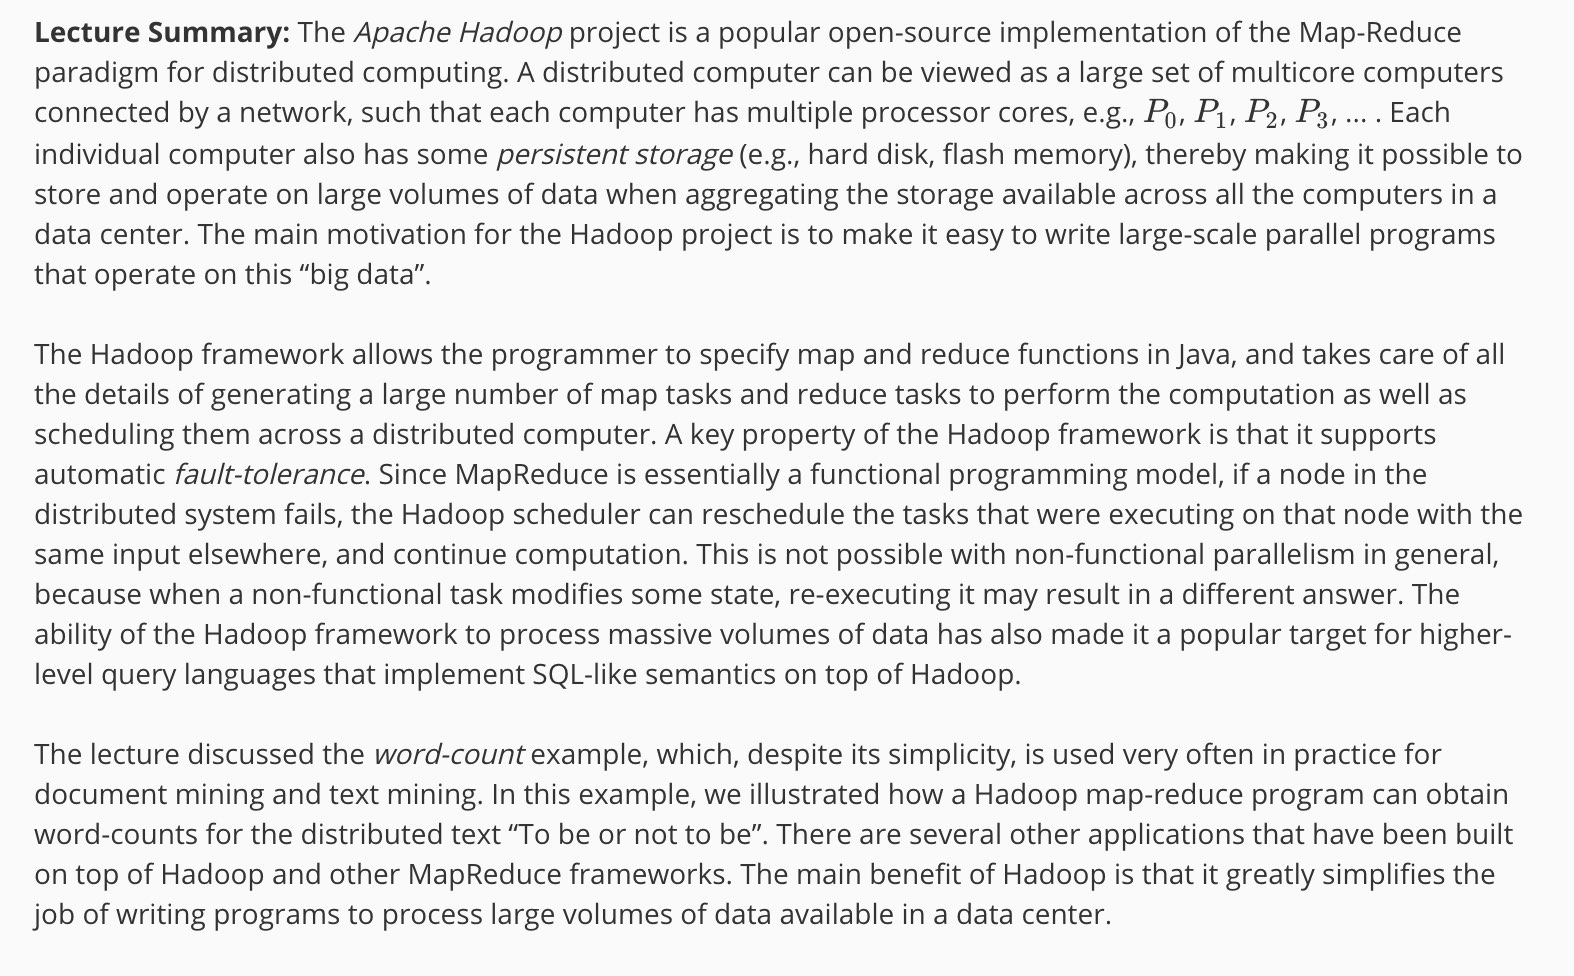 Lecture Summary: The Apache Hadoop project is a popular open-source implementation of the Map-Reduce
paradigm for distributed computing. A distributed computer can be viewed as a large set of multicore computers
connected by a network, such that each computer has multiple processor cores, e.g., P₀, P₁, P₂, P₃, ... . Each
individual computer also has some persistent storage (e.g., hard disk, flash memory), thereby making it possible to
store and operate on large volumes of data when aggregating the storage available across all the computers in a
data center. The main motivation for the Hadoop project is to make it easy to write large-scale parallel programs
that operate on this “big data”.
The Hadoop framework allows the programmer to specify map and reduce functions in Java, and takes care of all
the details of generating a large number of map tasks and reduce tasks to perform the computation as well as
scheduling them across a distributed computer. A key property of the Hadoop framework is that it supports
automatic fault-tolerance. Since MapReduce is essentially a functional programming model, if a node in the
distributed system fails, the Hadoop scheduler can reschedule the tasks that were executing on that node with the
same input elsewhere, and continue computation. This is not possible with non-functional parallelism in general,
because when a non-functional task modifies some state, re-executing it may result in a different answer. The
ability of the Hadoop framework to process massive volumes of data has also made it a popular target for higher-
level query languages that implement SQL-like semantics on top of Hadoop.
The lecture discussed the word-count example, which, despite its simplicity, is used very often in practice for
document mining and text mining. In this example, we illustrated how a Hadoop map-reduce program can obtain
word-counts for the distributed text “To be or not to be”. There are several other applications that have been built
on top of Hadoop and other MapReduce frameworks. The main benefit of Hadoop is that it greatly simplifies the
job of writing programs to process large volumes of data available in a data center.